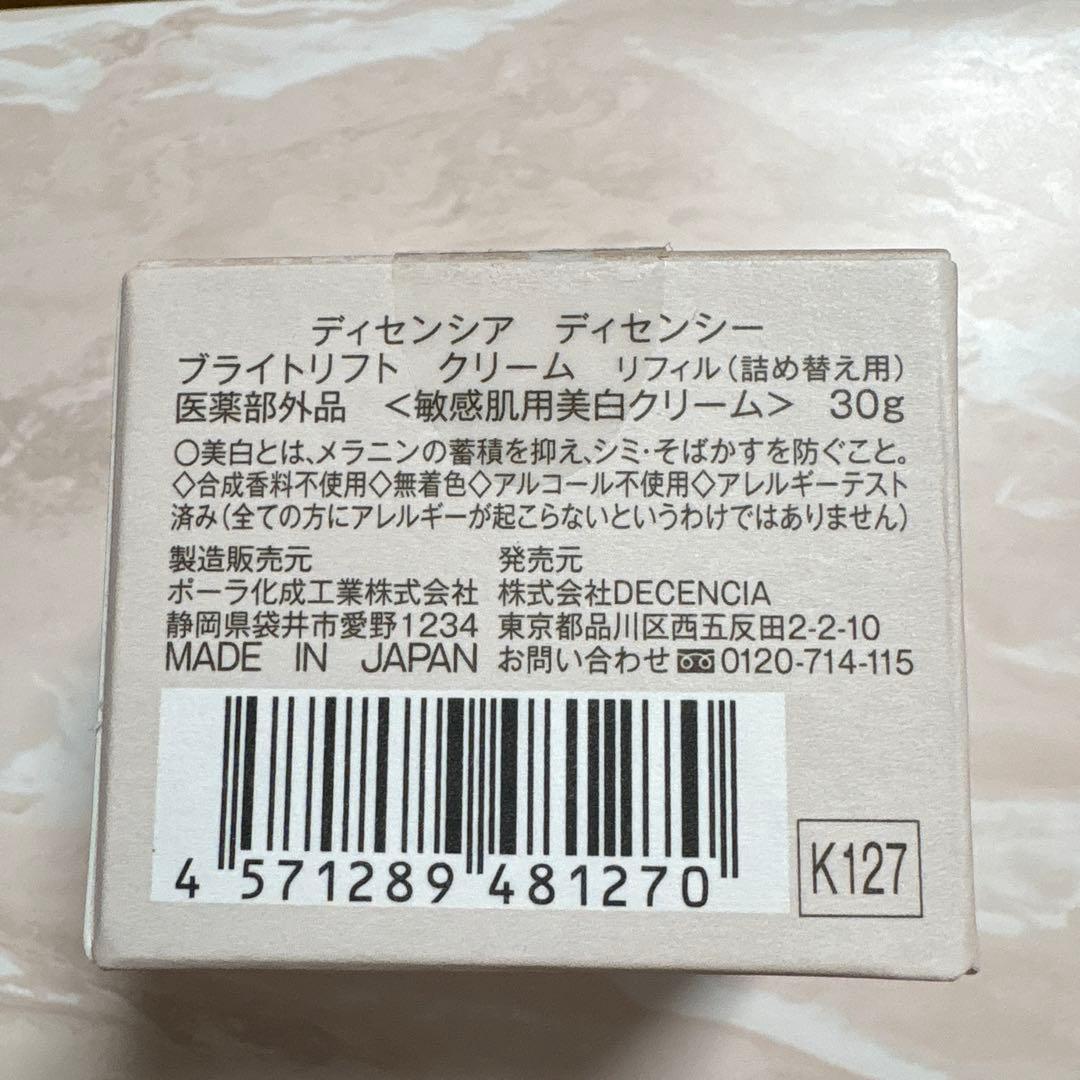 ディセンシア　ディセンシー
ブライトリフト　クリーム　リフィル（詰め替え用）
医薬部外品　＜敏感肌用美白クリーム＞　30g
○美白とは、メラニンの蓄積を抑え、シミ・そばかすを防ぐこと。
◇合成香料不使用◇無着色◇アルコール不使用◇アレルギーテスト
済み（全ての方にアレルギーが起こらないというわけではありません）
製造販売元
ポーラ化成工業株式会社
静岡県袋井市愛野1234
MADE IN JAPAN
発売元
株式会社DECENCIA
東京都品川区西五反田2-2-10
お問い合わせ 0120-714-115
4 571289 481270
K127